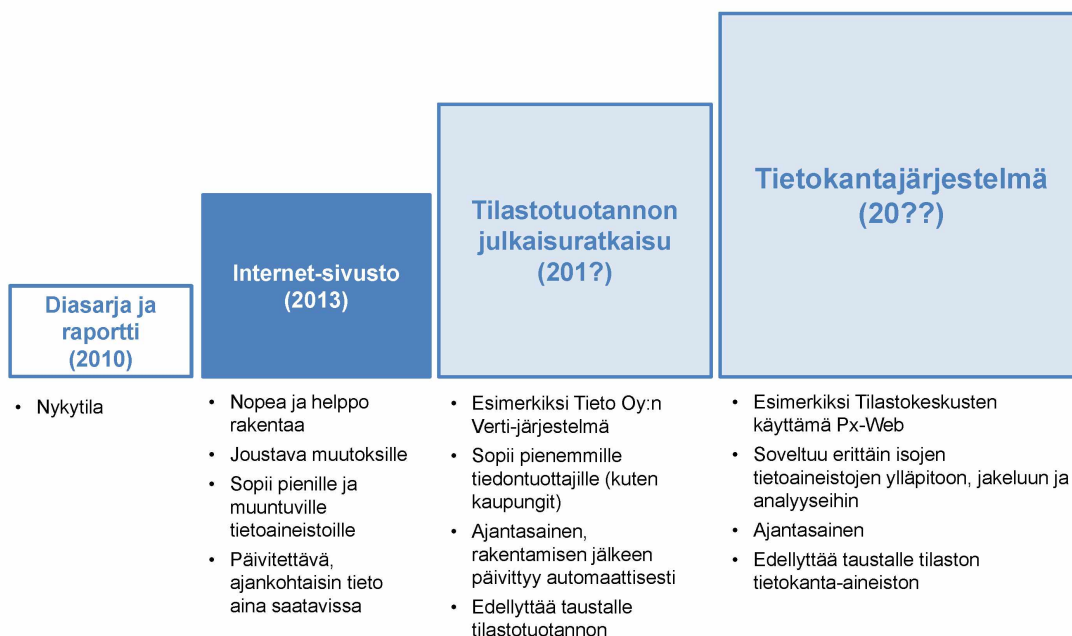 Diasarja ja
raportti
(2010)
• Nykytila
Internet-sivusto
(2013)
• Nopea ja helppo
rakentaa
• Joustava muutoksille
• Sopii pienille ja
muuntuville
tietoaineistoille
• Päivitettävä,
ajankohtaisin tieto
aina saatavissa
Tilastotuotannon
julkaisuratkaisu
(201?)
• Esimerkiksi Tieto Oy:n
Verti-järjestelmä
• Sopii pienemmille
tiedontuottajille (kuten
kaupungit)
• Ajantasainen,
rakentamisen jälkeen
päivittyy automaattisesti
• Edellyttää taustalle
tilastotuotannon
Tietokantajärjestelmä
(20??)
• Esimerkiksi Tilastokeskusten
käyttämä Px-Web
• Soveltuu erittäin isojen
tietoaineistojen ylläpitoon, jakeluun ja
analyyseihin
• Ajantasainen
• Edellyttää taustalle tilaston
tietokanta-aineiston